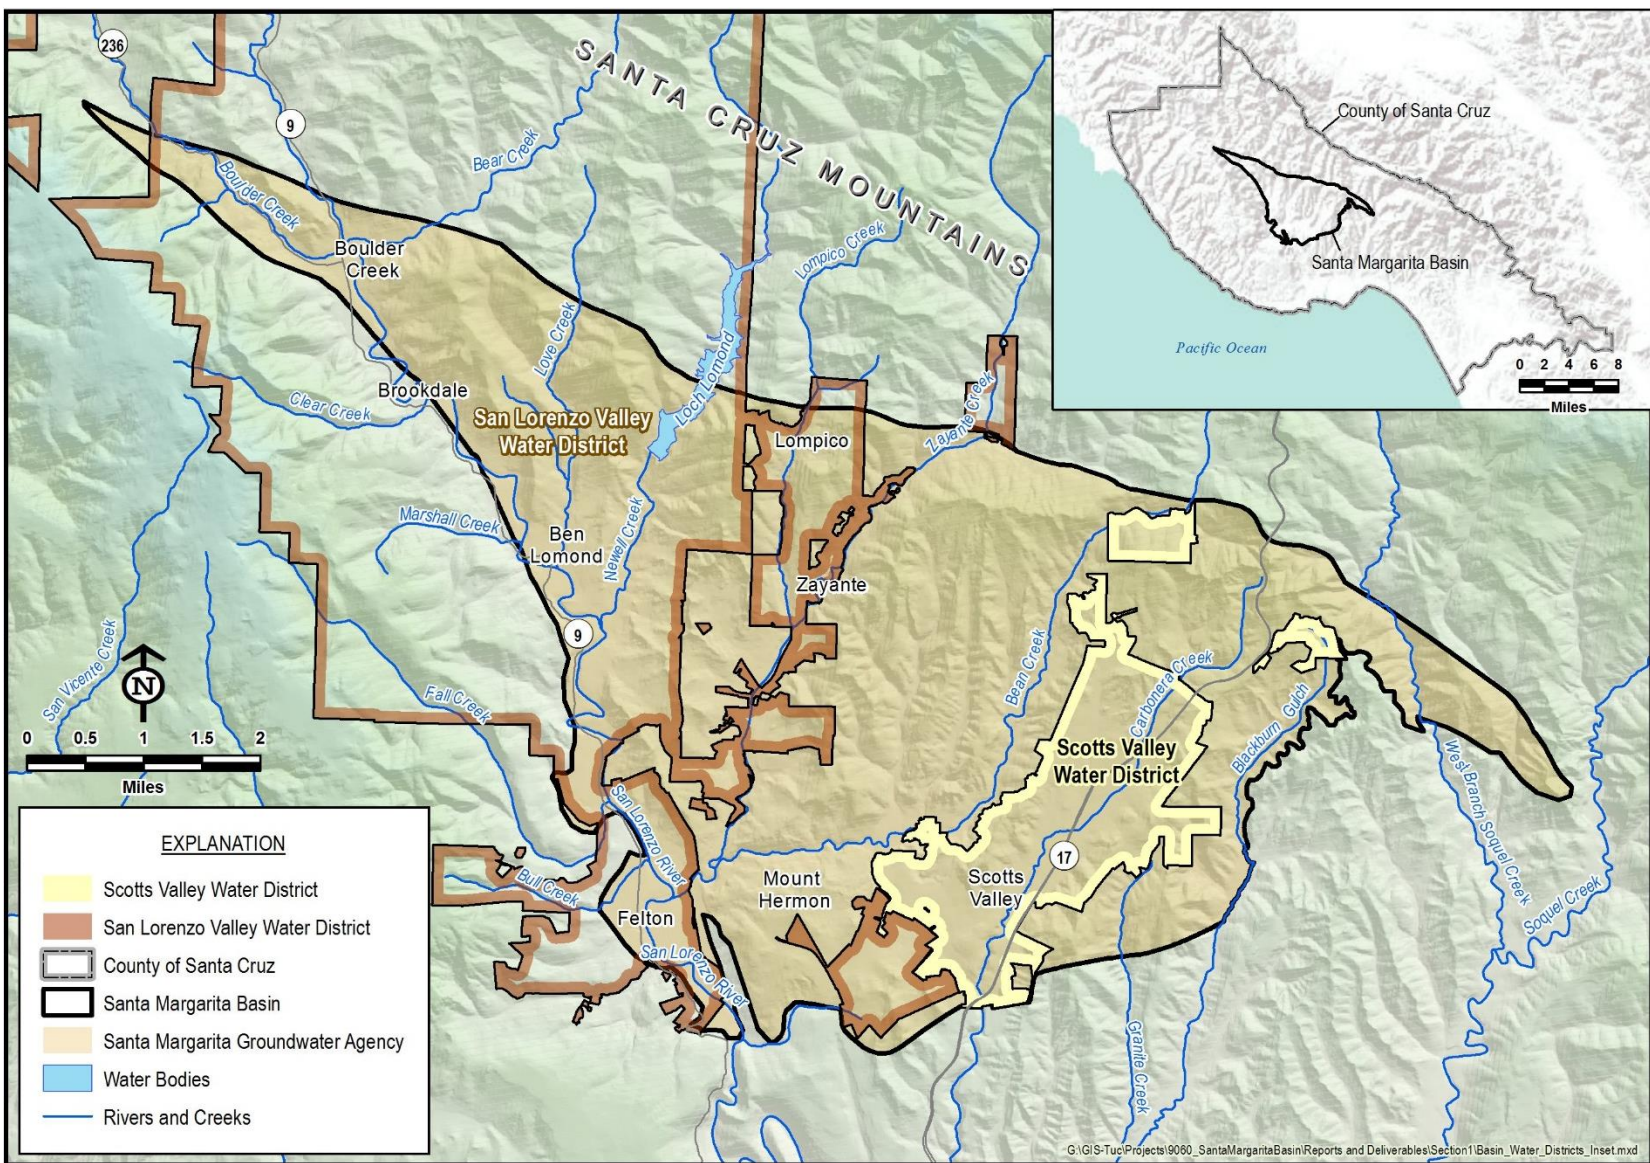 236
9
SANTA CRUZ MOUNTAINS
Bear Creek
Boulder Creek
Boulder
Creek
Lompico Creek
Love Creek
Loch Lomond
Brookdale
Clear Creek
San Lorenzo Valley
Water District
Lompico
Zayante Creek
Marshall Creek
Ben
Lomond
Newell Creek
Zayante
9
San Vicente Creek
Fall Creek
Bean Creek
Carbonera Creek
Blackburn Gulch
Scotts Valley
Water District
West Branch Soquel Creek
Soquel Creek
San Lorenzo River
Bull Creek
Felton
Mount
Hermon
Scotts
Valley
17
San Lorenzo River
Granite Creek
N
0 0.5 1 1.5 2
Miles
EXPLANATION
Scotts Valley Water District
San Lorenzo Valley Water District
County of Santa Cruz
Santa Margarita Basin
Santa Margarita Groundwater Agency
Water Bodies
Rivers and Creeks
County of Santa Cruz
Santa Margarita Basin
Pacific Ocean
0 2 4 6 8
Miles
G:\GIS-Tuc\Projects\9060_SantaMargaritaBasin\Reports and Deliverables\Section1\Basin_Water_Districts_Inset.mxd